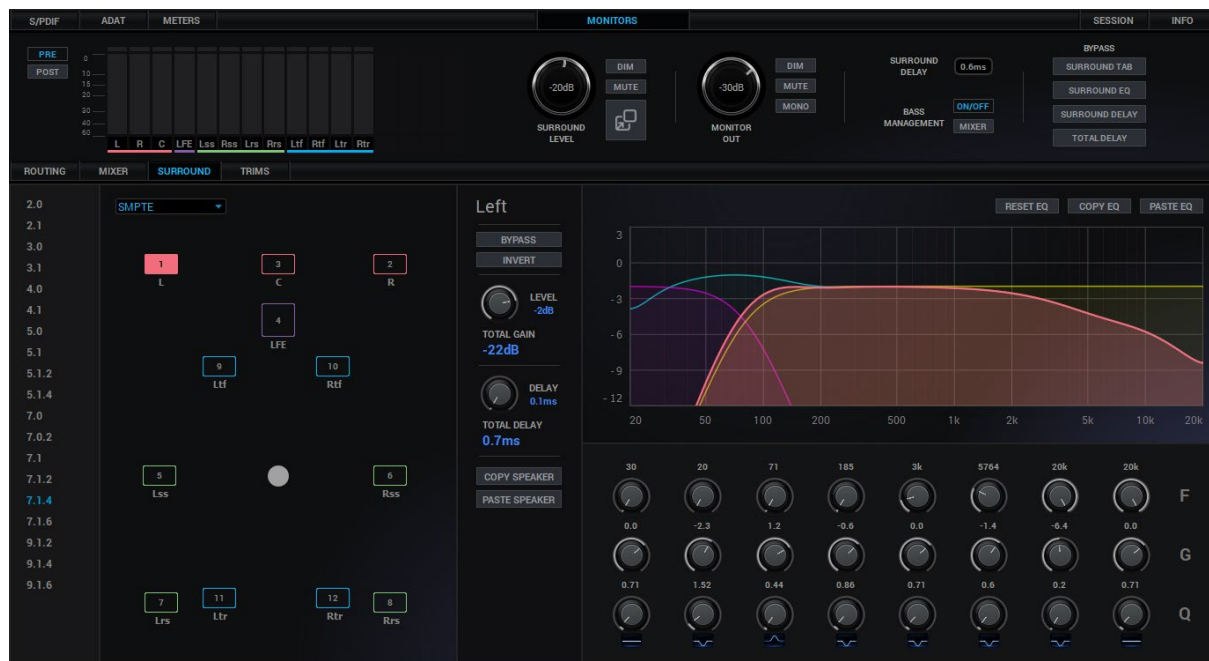 S/PDIF ADAT METERS MONITORS SESSION INFO
PRE
POST
0
10
15
20
30
40
60
L R C LFE Lss Rss Lrs Rrs Ltf Rtf Ltr Rtr
-20dB
DIM
MUTE
SURROUND
LEVEL
-30dB
DIM
MUTE
MONO
MONITOR
OUT
SURROUND
DELAY
0.6ms
BASS
MANAGEMENT
ON/OFF
MIXER
BYPASS
SURROUND TAB
SURROUND EQ
SURROUND DELAY
TOTAL DELAY
ROUTING MIXER SURROUND TRIMS
2.0
2.1
3.0
3.1
4.0
4.1
5.0
5.1
5.1.2
5.1.4
7.0
7.0.2
7.1
7.1.2
7.1.4
7.1.6
9.1.2
9.1.4
9.1.6
SMPTE
1 3 2
L C R
4
LFE
9 10
Ltf Rtf
5 6
Lss Rss
7 11 12 8
Lrs Ltr Rtr Rrs
Left
BYPASS
INVERT
LEVEL
-2dB
TOTAL GAIN
-22dB
DELAY
0.1ms
TOTAL DELAY
0.7ms
COPY SPEAKER
PASTE SPEAKER
RESET EQ COPY EQ PASTE EQ
3
0
-3
-6
-9
-12
20 50 100 200 500 1k 2k 5k 10k 20k
30 20 71 185 3k 5764 20k 20k
F
0.0 -2.3 1.2 -0.6 0.0 -1.4 -6.4 0.0
G
0.71 1.52 0.44 0.86 0.71 0.6 0.2 0.71
Q